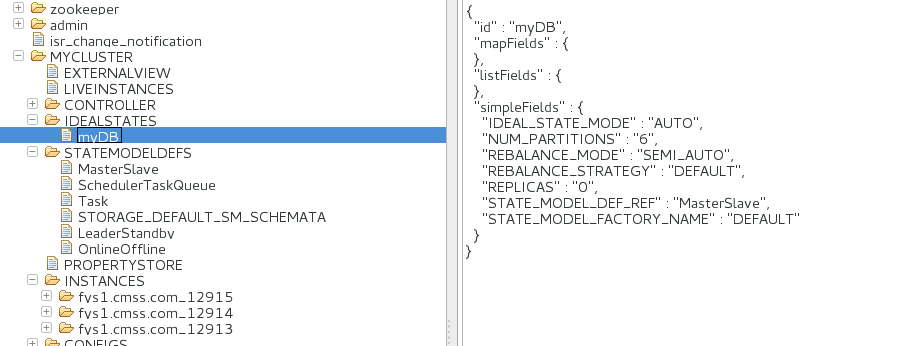 zookeeper
admin
isr_change_notification
MYCLUSTER
EXTERNALVIEW
LIVEINSTANCES
CONTROLLER
IDEALSTATES
myDB
STATEMODELDEFS
MasterSlave
SchedulerTaskQueue
Task
STORAGE_DEFAULT_SM_SCHEMATA
LeaderStandby
OnlineOffline
PROPERTYSTORE
INSTANCES
fys1.cmss.com_12915
fys1.cmss.com_12914
fys1.cmss.com_12913
CONFIGS
{
"id" : "myDB",
"mapFields" : {
},
"listFields" : {
},
"simpleFields" : {
"IDEAL_STATE_MODE" : "AUTO",
"NUM_PARTITIONS" : "6",
"REBALANCE_MODE" : "SEMI_AUTO",
"REBALANCE_STRATEGY" : "DEFAULT",
"REPLICAS" : "0",
"STATE_MODEL_DEF_REF" : "MasterSlave",
"STATE_MODEL_FACTORY_NAME" : "DEFAULT"
}
}